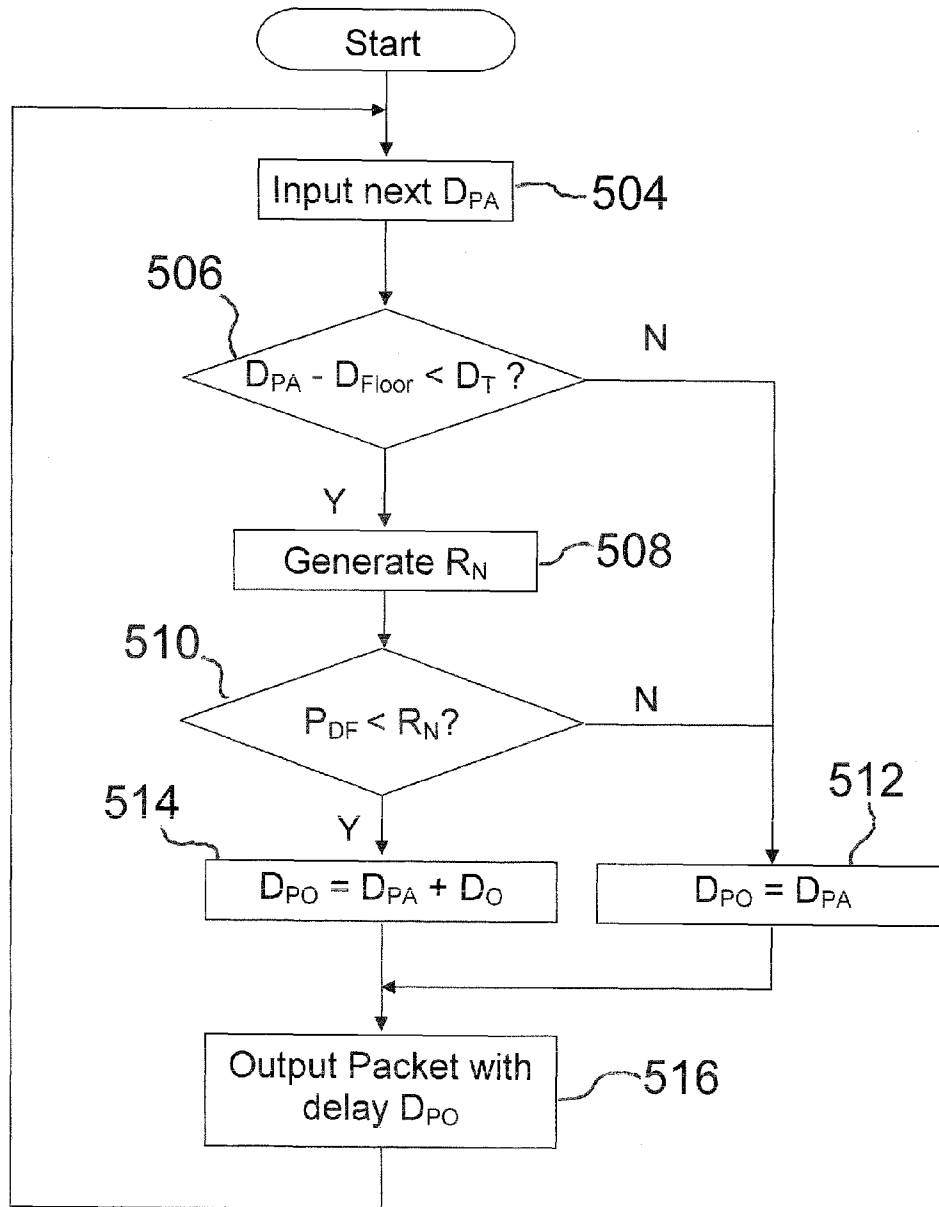 Start
Input next D_PA
504
506
D_PA - D_Floor < D_T ?
N
Y
Generate R_N
508
510
P_DF < R_N?
N
514
Y
512
D_PO = D_PA + D_O
D_PO = D_PA
Output Packet with
delay D_PO
516